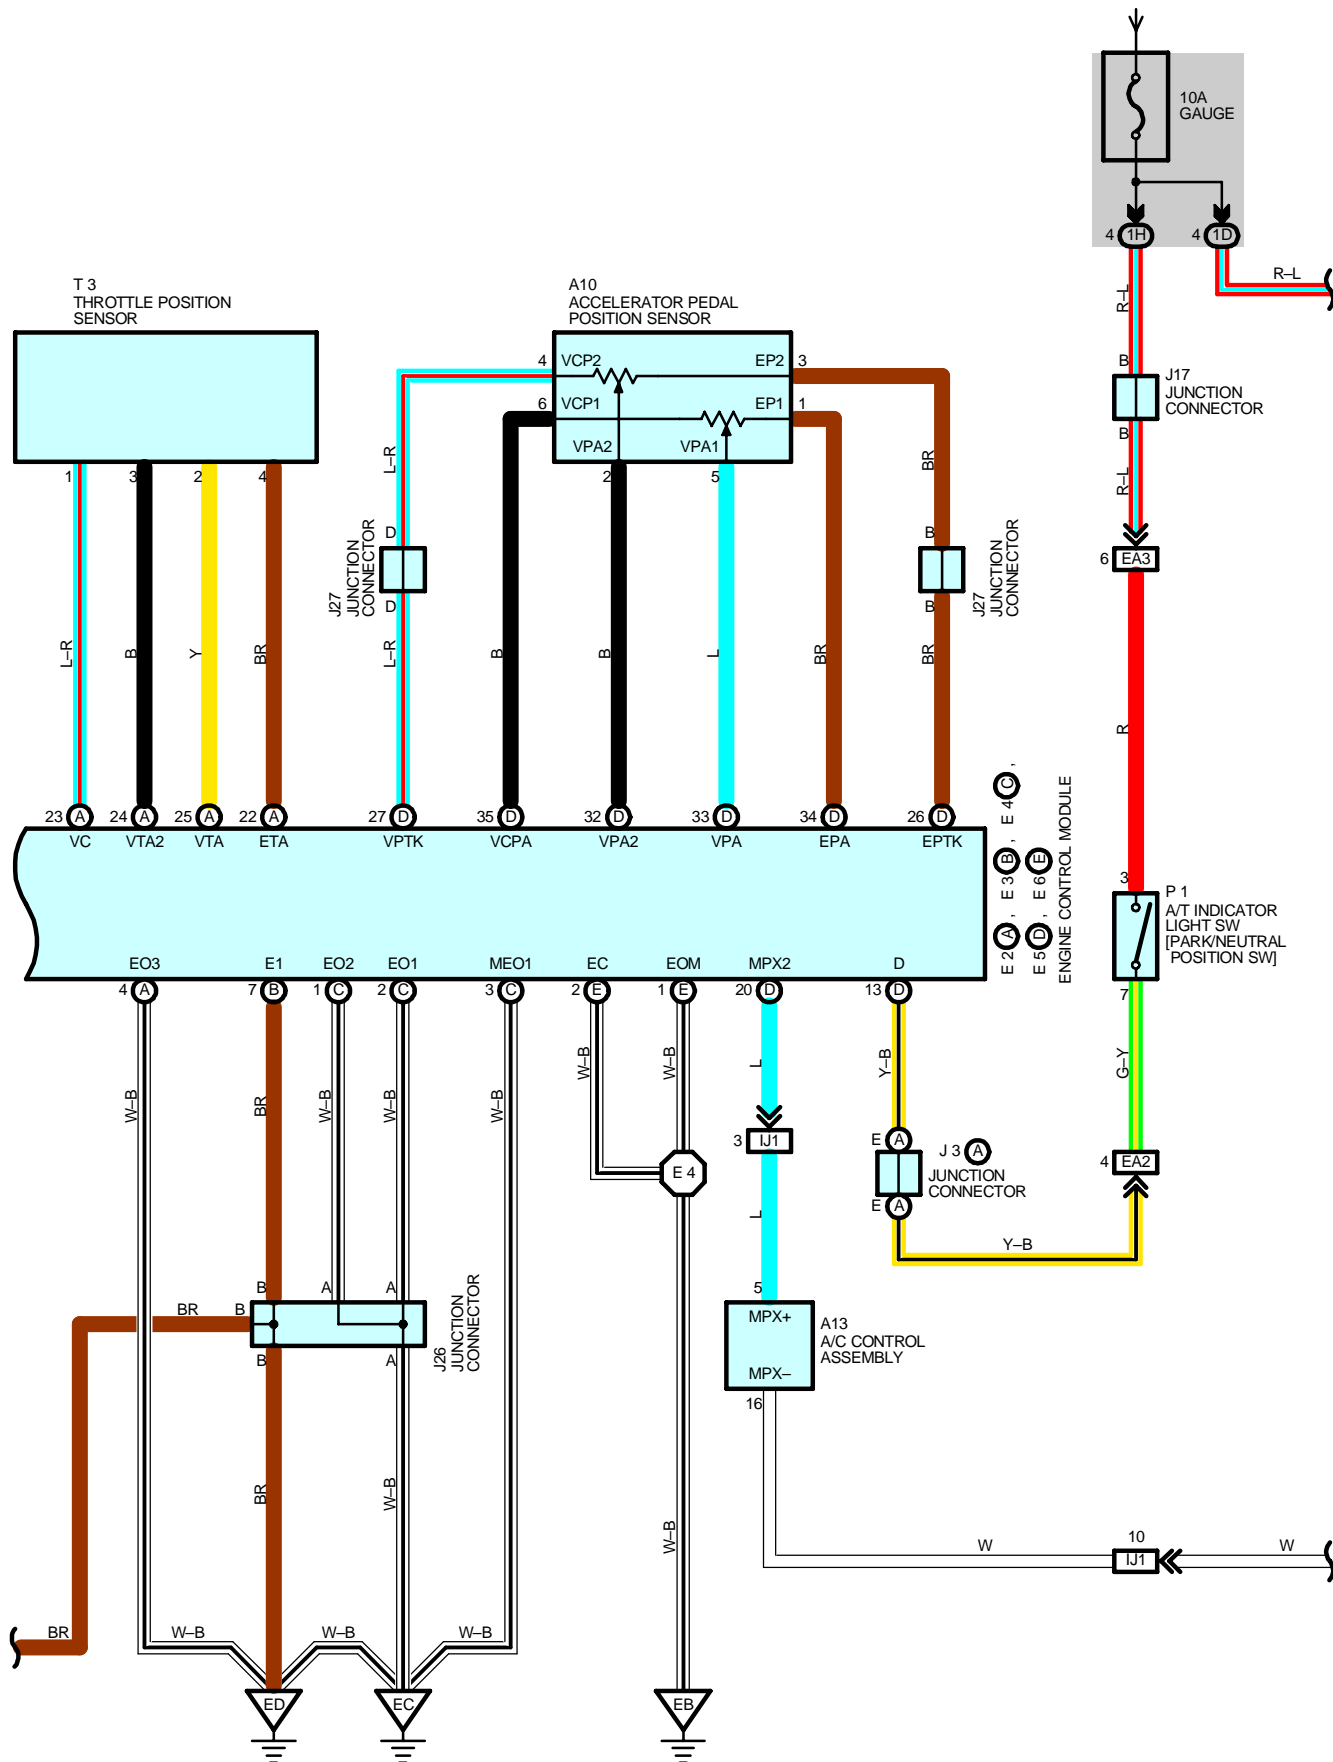 10A
GAUGE
4 1H
4 1D
R–L
R–L
T 3
THROTTLE POSITION
SENSOR
A10
ACCELERATOR PEDAL
POSITION SENSOR
4 VCP2
EP2 3
6 VCP1
EP1 1
VPA2
VPA1
1
3
2
4
2
5
B
J17
JUNCTION
CONNECTOR
B
R–L
L–R
BR
D
J27
JUNCTION
CONNECTOR
D
B
J27
JUNCTION
CONNECTOR
B
6 EA3
L–R
B
Y
BR
L–R
B
B
L
BR
BR
R
23 A
24 A
25 A
22 A
27 D
35 D
32 D
33 D
34 D
26 D
VC
VTA2
VTA
ETA
VPTK
VCPA
VPA2
VPA
EPA
EPTK
E 2 A , E 3 B , E 4 C ,
E 5 D , E 6 E
ENGINE CONTROL MODULE
3
P 1
A/T INDICATOR
LIGHT SW
[PARK/NEUTRAL
POSITION SW]
7
EO3
E1
EO2
EO1
MEO1
EC
EOM
MPX2
D
4 A
7 B
1 C
2 C
3 C
2 E
1 E
20 D
13 D
W–B
BR
W–B
W–B
W–B
W–B
W–B
L
Y–B
G–Y
3 IJ1
E A
J 3 A
JUNCTION
CONNECTOR
E A
4 EA2
E 4
L
Y–B
B
A
A
BR
B
B
A
J26
JUNCTION
CONNECTOR
5
MPX+
A13
A/C CONTROL
ASSEMBLY
MPX–
16
BR
W–B
W–B
W
10
IJ1
W
BR
W–B
W–B
W–B
ED
EC
EB